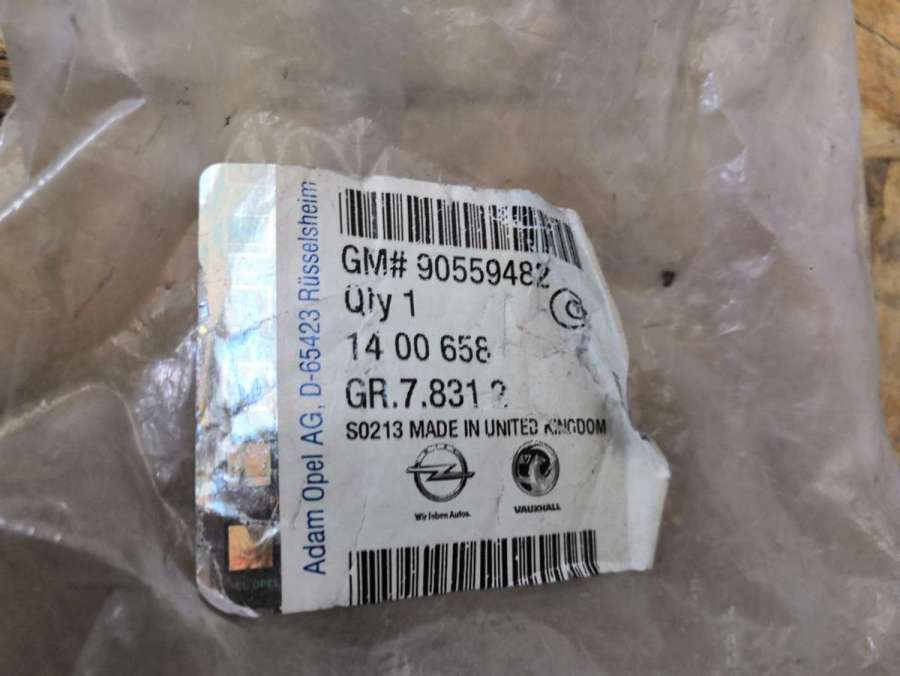 Adam Opel AG, D-65423 Rüsselsheim
GM# 90559482
Qty 1
14 00 658
GR.7.831 2
S0213 MADE IN UNITED KINGDOM
Wir leben Autos.
VAUXHALL
OPEL